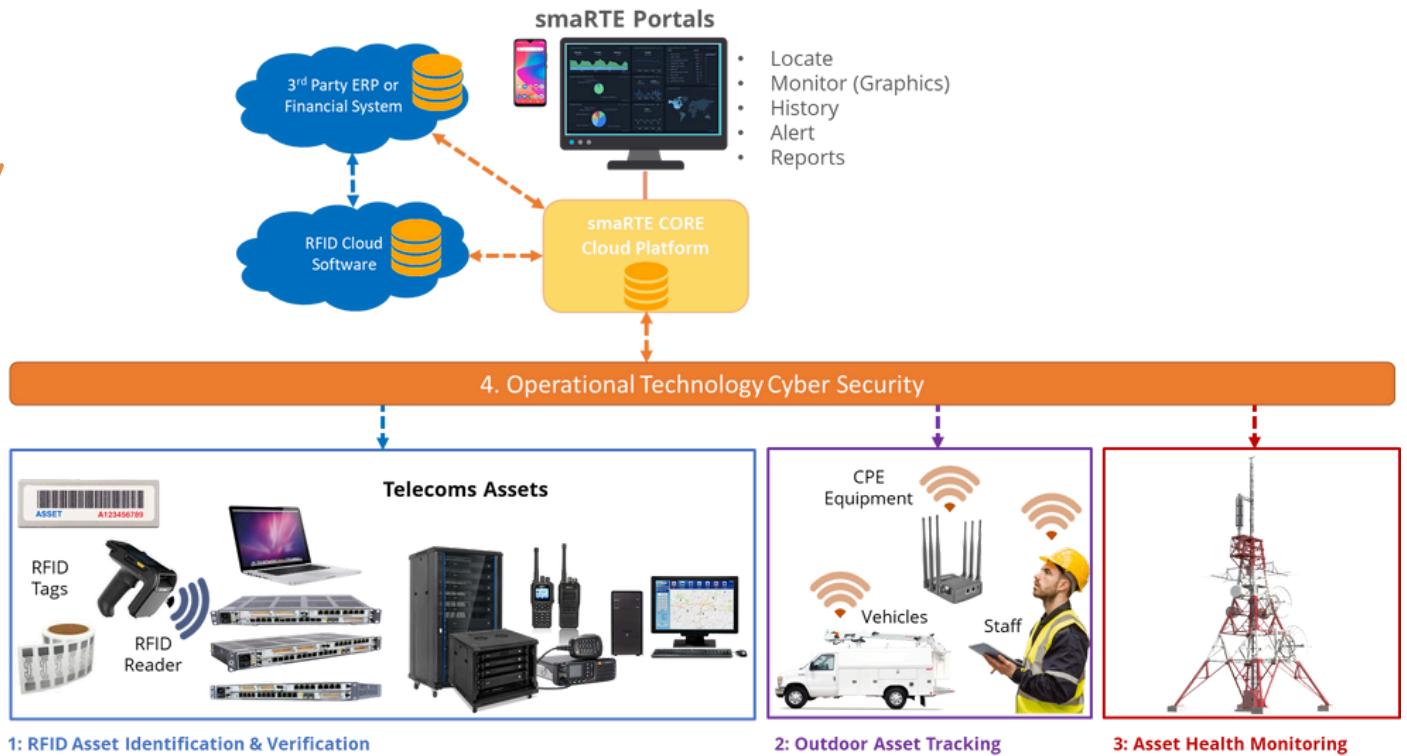 smaRTE Portals
3rd Party ERP or
Financial System
• Locate
• Monitor (Graphics)
• History
• Alert
• Reports
RFID Cloud
Software
smaRTE CORE
Cloud Platform
4. Operational Technology Cyber Security
ASSET A123456789
RFID
Tags
RFID
Reader
Telecoms Assets
CPE
Equipment
Vehicles
Staff
1: RFID Asset Identification & Verification
2: Outdoor Asset Tracking
3: Asset Health Monitoring